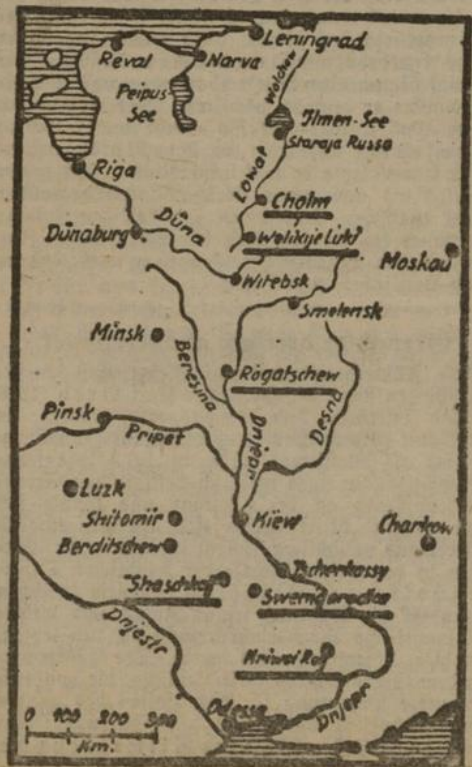 Leningrad
Reval
Narva
Wolchow
Peipus-
See
Ilmen-See
Staraja Russa
Riga
Lowat
Cholm
Düna
Dünaburg
Welikije Luki
Moskau
Witebsk
Smolensk
Minsk
Beresina
Rogatschew
Desna
Pinsk
Pripet
Dnjepr
Luzk
Shitomir
Kiew
Charkow
Berditschew
Tscherkassy
Shaschkoff
Swenigorodka
Dnjestr
Kriwoi Rog
Odessa
Dnjepr
0 100 200 300
Km.